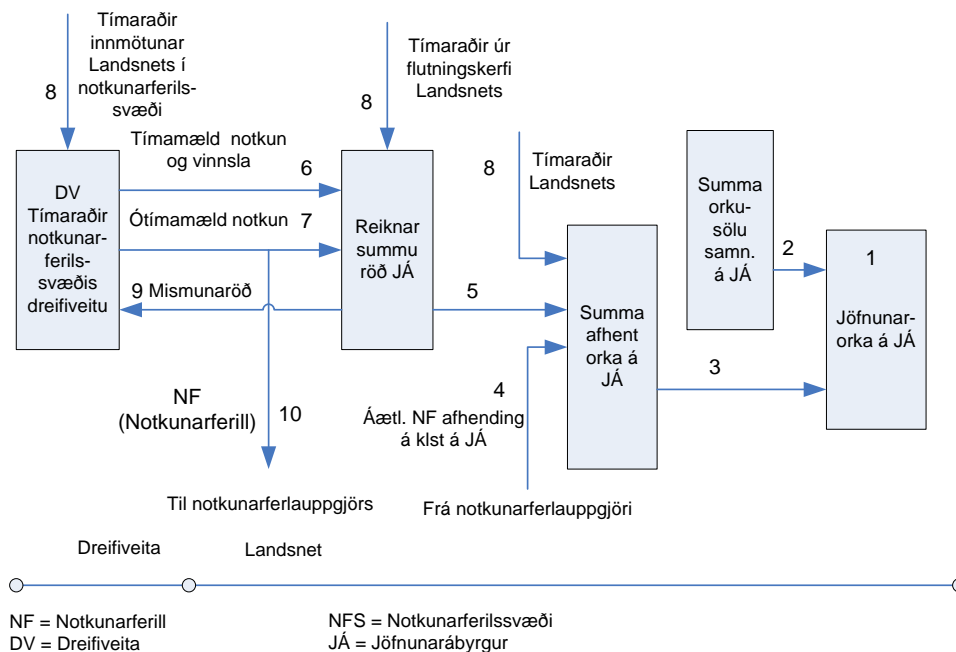 Tímaraðir
innmötunar
Landsnets í
notkunarferils-
svæði
8
Tímaraðir úr
flutningskerfi
Landsnets
8
Tímamæld notkun
og vinnsla
6
8
Tímaraðir
Landsnets
DV
Tímaraðir
notkunar-
ferils-
svæðis
dreifiveitu
Ótímamæld notkun
7
Reiknar
summu
röð JÁ
Summa
orku-
sölu
samn.
á JÁ
2
1
Jöfnunar-
orka á JÁ
9 Mismunaröð
5
Summa
afhent
orka á
JÁ
3
NF
(Notkunarferill)
10
4
Áætl. NF afhending
á klst á JÁ
Til notkunarferlauppgjörs
Frá notkunarferlauppgjöri
Dreifiveita
Landsnet
NF = Notkunarferill
NFS = Notkunarferilssvæði
DV = Dreifiveita
JÁ = Jöfnunarábyrgur